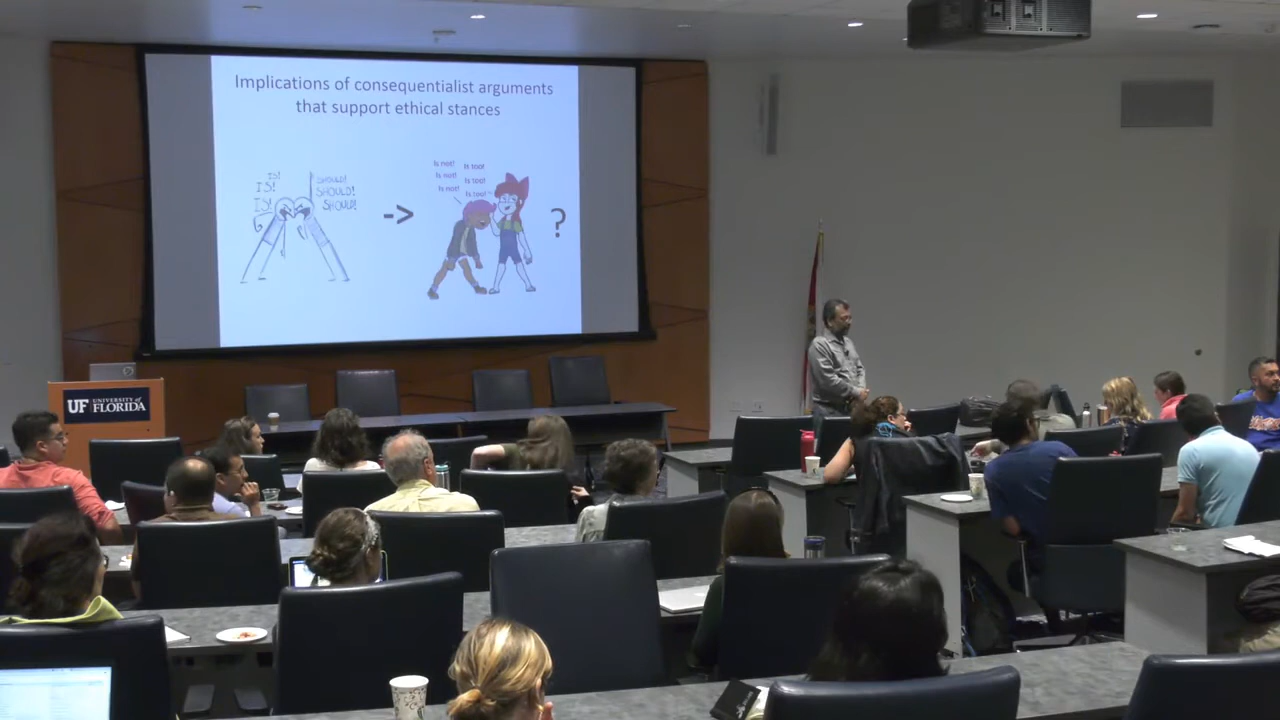 Implications of consequentialist arguments
that support ethical stances
IS!
IS!
IS!
SHOULD!
SHOULD!
SHOULD!
->
Is not! Is too!
Is not! Is too!
Is not! Is too!
?
UF UNIVERSITY of
FLORIDA